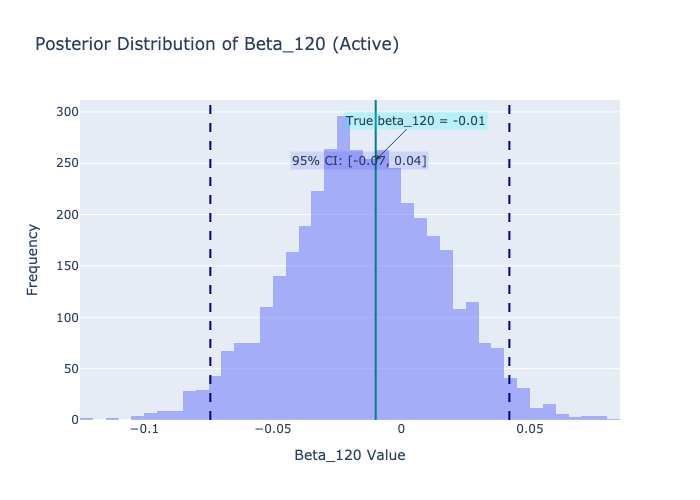 Posterior Distribution of Beta_120 (Active)
300
True beta_120 = -0.01
250
95% CI: [-0.07, 0.04]
200
150
100
50
0
−0.1
−0.05
0
0.05
Frequency
Beta_120 Value